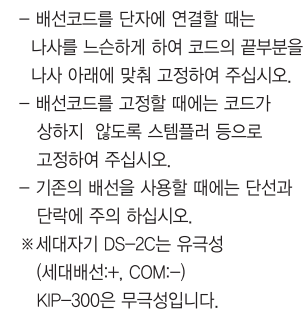 - 배선코드를 단자에 연결할 때는
나사를 느슨하게 하여 코드의 끝부분을
나사 아래에 맞춰 고정하여 주십시오.
- 배선코드를 고정할 때에는 코드가
상하지 않도록 스템플러 등으로
고정하여 주십시오.
- 기존의 배선을 사용할 때에는 단선과
단락에 주의 하십시오.
※세대자기 DS-2C는 유극성
(세대배선:+, COM:-)
KIP-300은 무극성입니다.